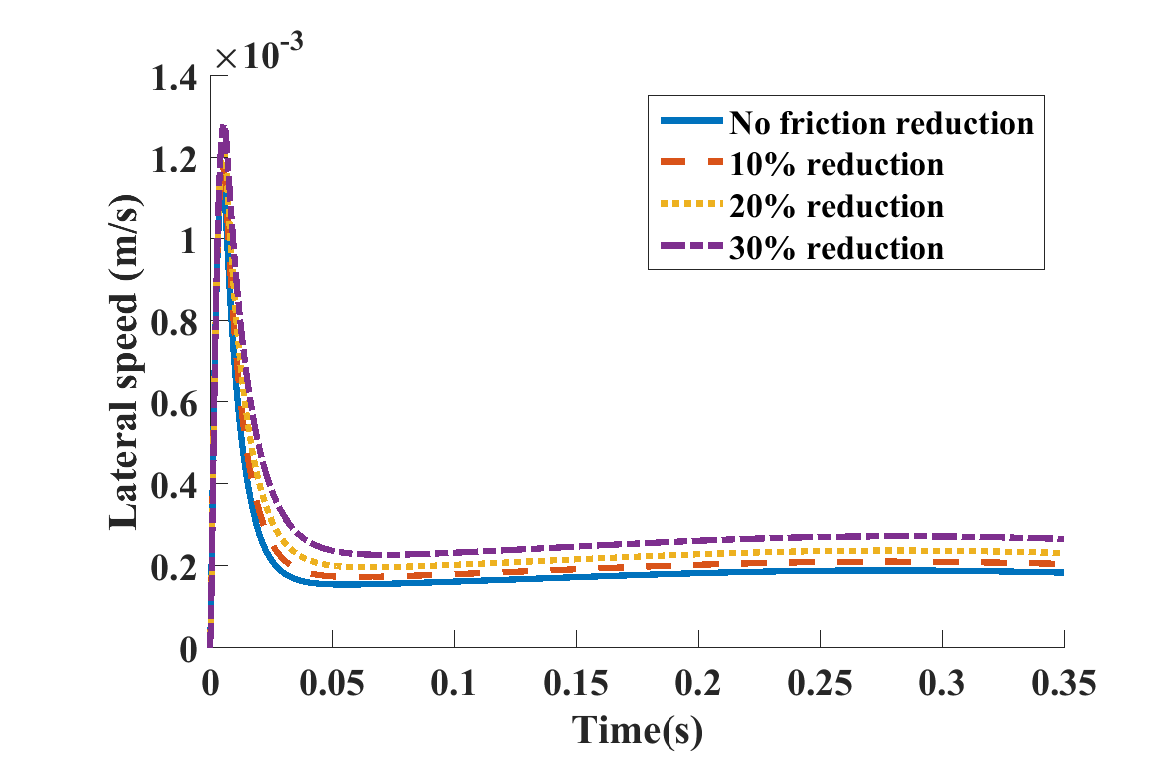 ×10-3
1.4
1.2
1
0.8
0.6
0.4
0.2
0
Lateral speed (m/s)
No friction reduction
10% reduction
20% reduction
30% reduction
0 0.05 0.1 0.15 0.2 0.25 0.3 0.35
Time(s)